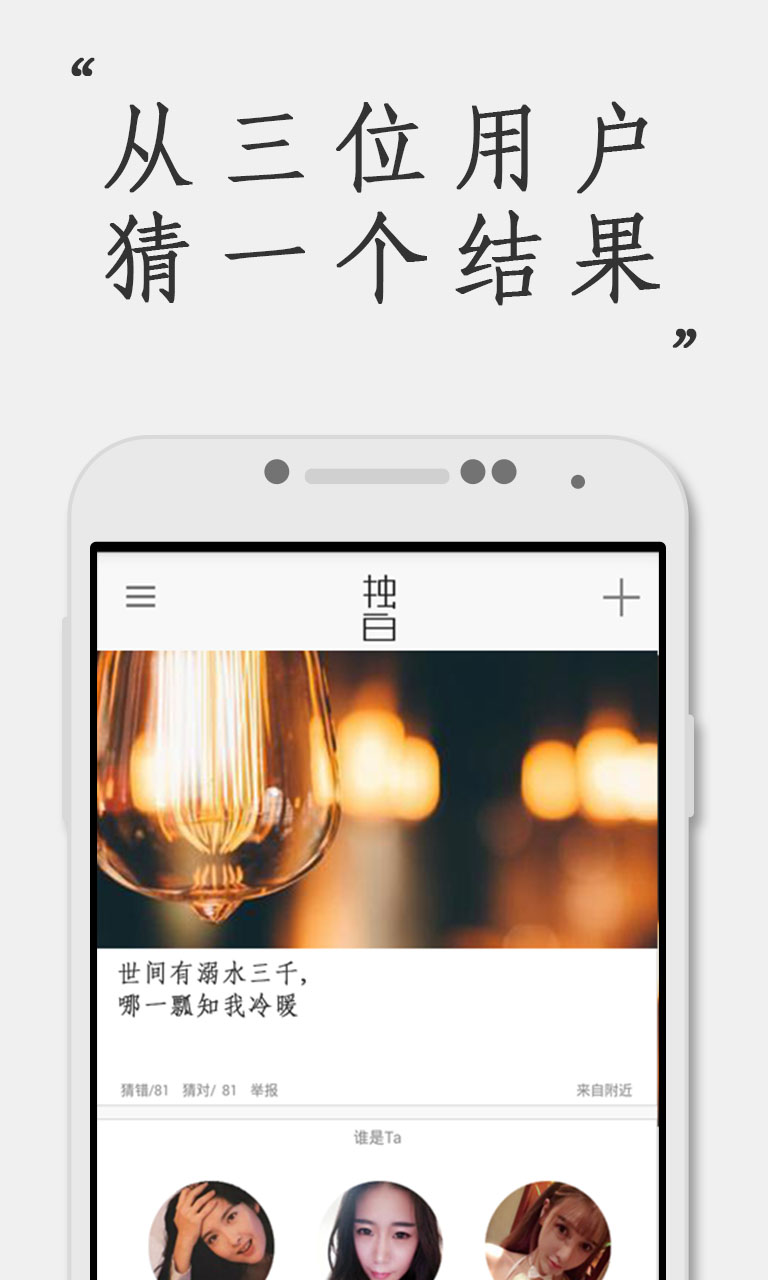 “
从三位用户
猜一个结果
”
独
白
世间有溺水三千,
哪一瓢知我冷暖
猜错/81 猜对/ 81 举报 来自附近
谁是Ta